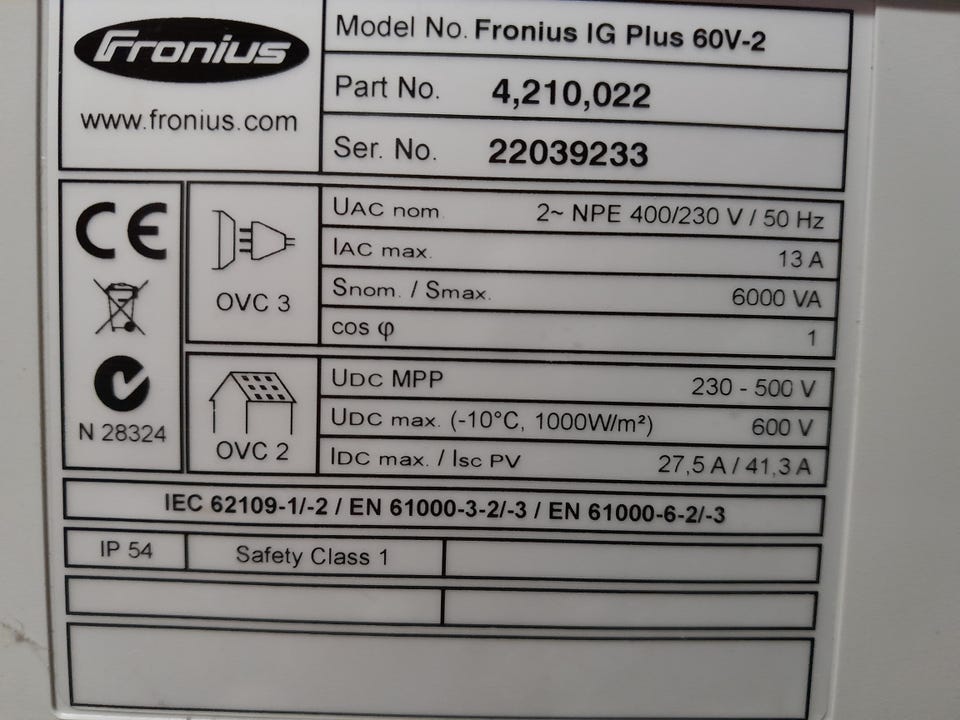 Fronius
www.fronius.com
Model No. Fronius IG Plus 60V-2
Part No. 4,210,022
Ser. No. 22039233
CE
N 28324
OVC 3
UAC nom. 2~ NPE 400/230 V / 50 Hz
IAC max. 13 A
Snom. / Smax. 6000 VA
cos φ 1
OVC 2
UDC MPP 230 - 500 V
UDC max. (-10°C, 1000W/m²) 600 V
IDC max. / ISC PV 27,5 A / 41,3 A
IEC 62109-1/-2 / EN 61000-3-2/-3 / EN 61000-6-2/-3
IP 54 Safety Class 1